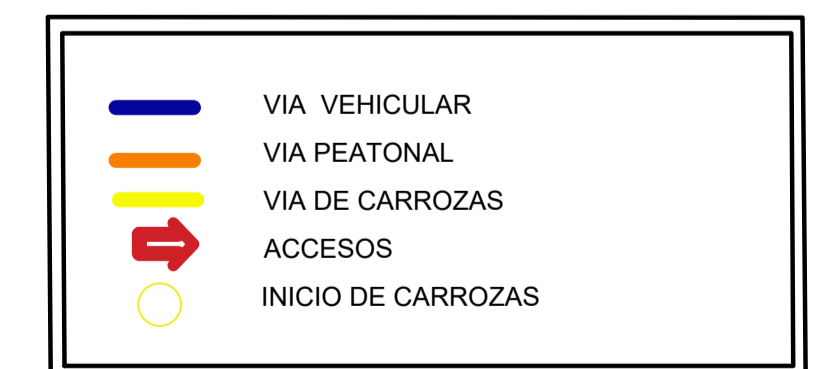 VIA VEHICULAR
VIA PEATONAL
VIA DE CARROZAS
ACCESOS
INICIO DE CARROZAS